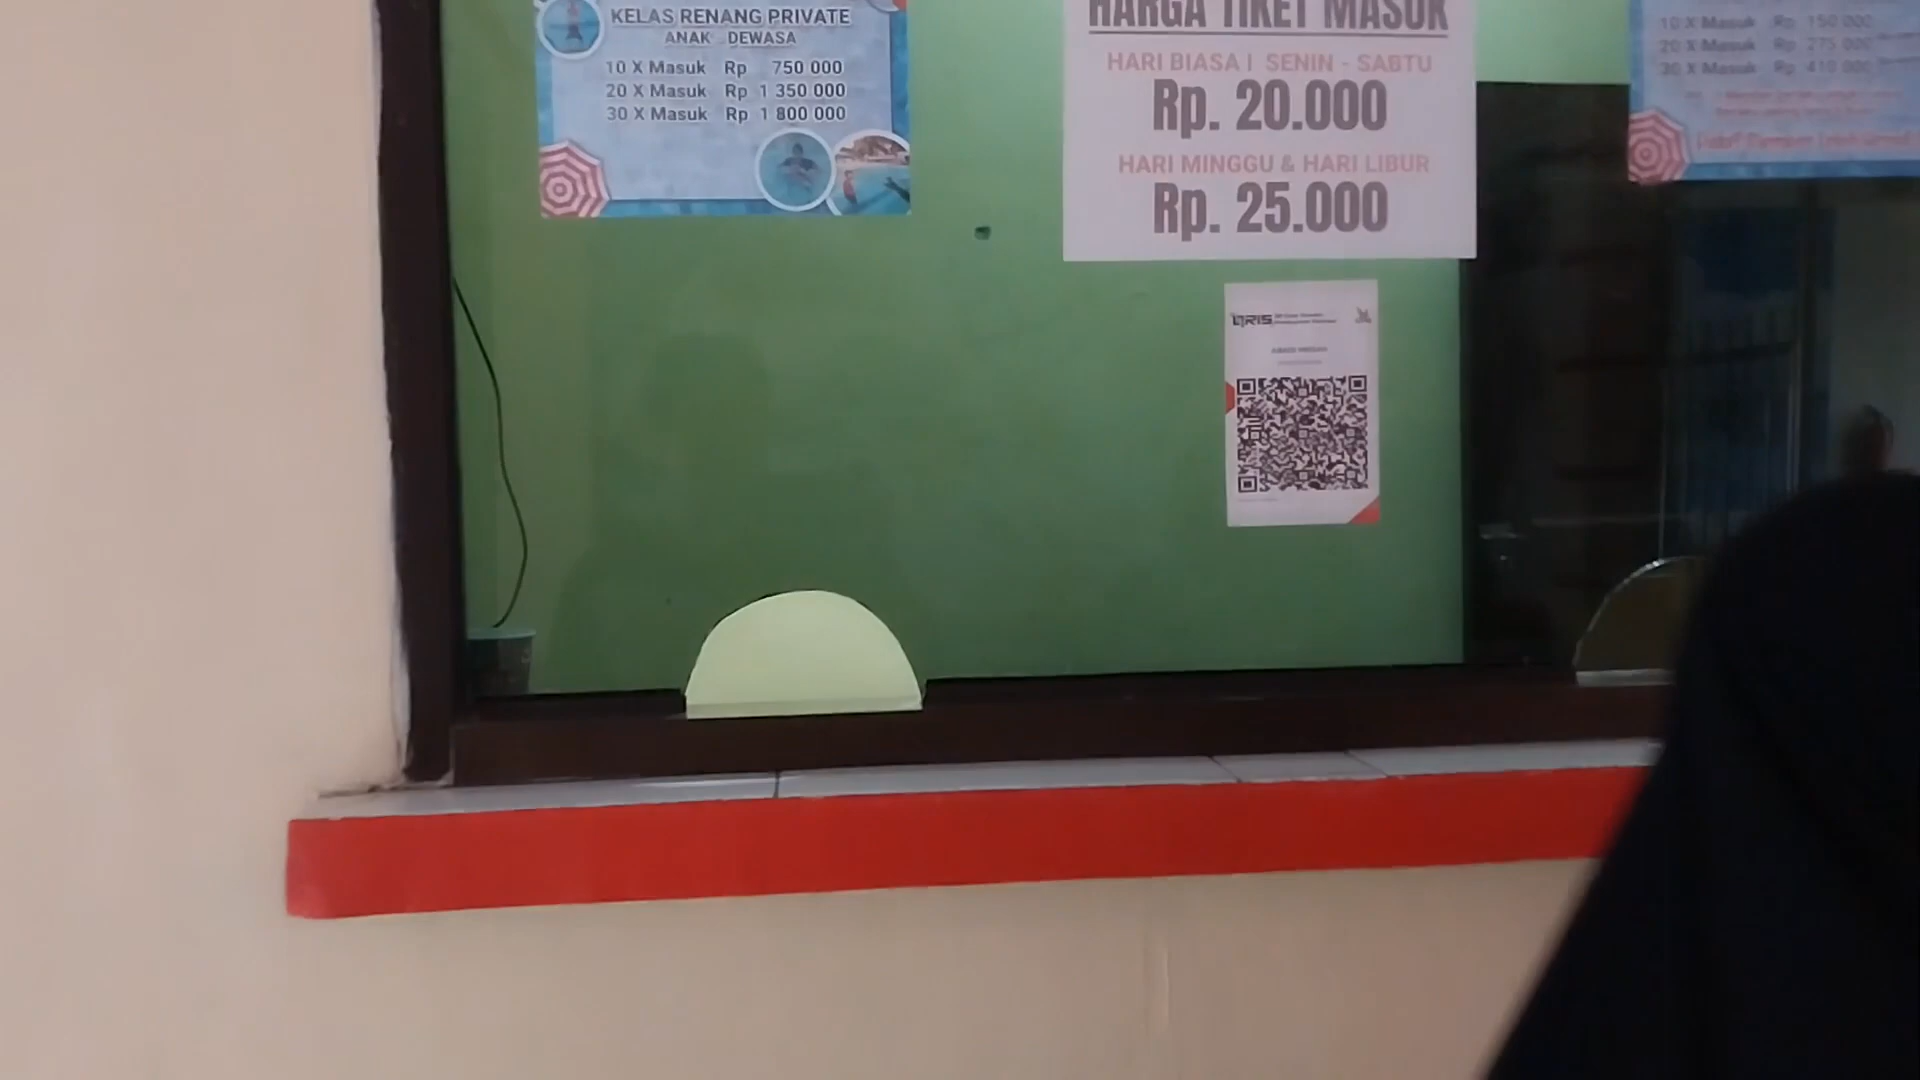 KELAS RENANG PRIVATE
ANAK DEWASA
10 X Masuk Rp 750 000
20 X Masuk Rp 1 350 000
30 X Masuk Rp 1 800 000
HARGA TIKET MASUK
HARI BIASA | SENIN - SABTU
Rp. 20.000
HARI MINGGU & HARI LIBUR
Rp. 25.000
QRIS
10 X Masuk Rp 150 000
20 X Masuk Rp 275 000
30 X Masuk Rp 410 000